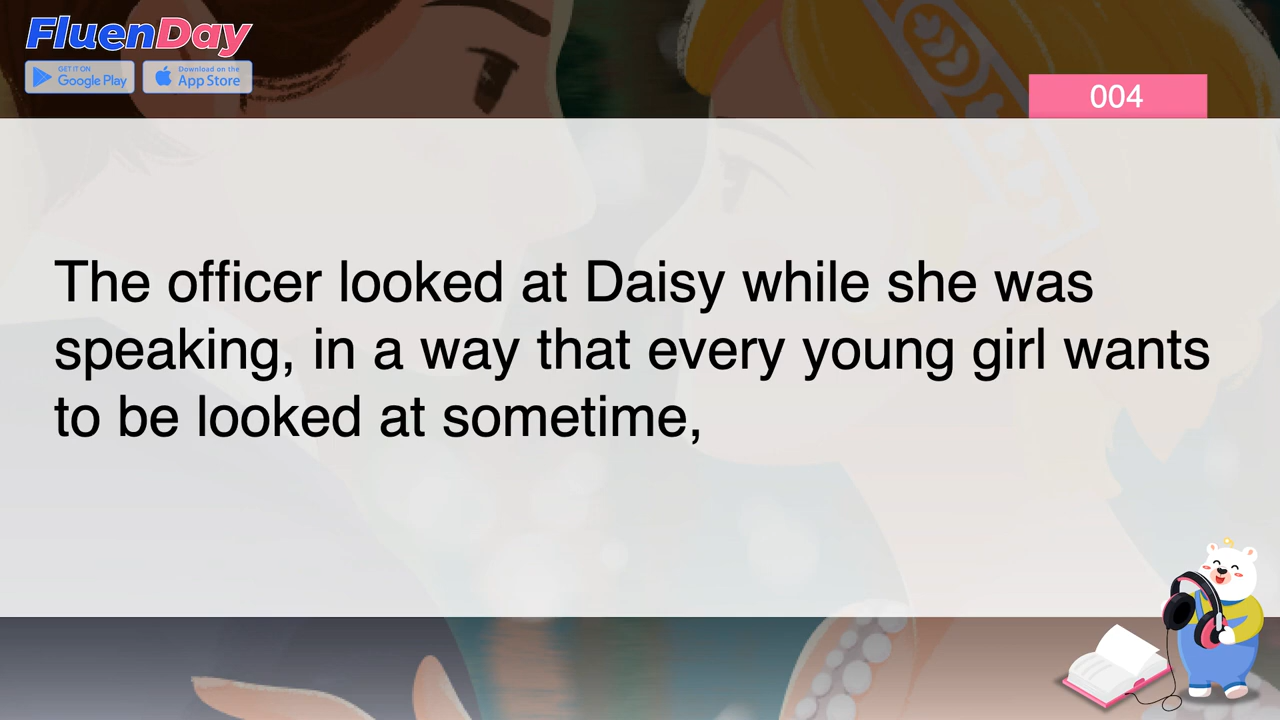 FluenDay
GET IT ON
Google Play
Download on the
App Store
004
The officer looked at Daisy while she was
speaking, in a way that every young girl wants
to be looked at sometime,